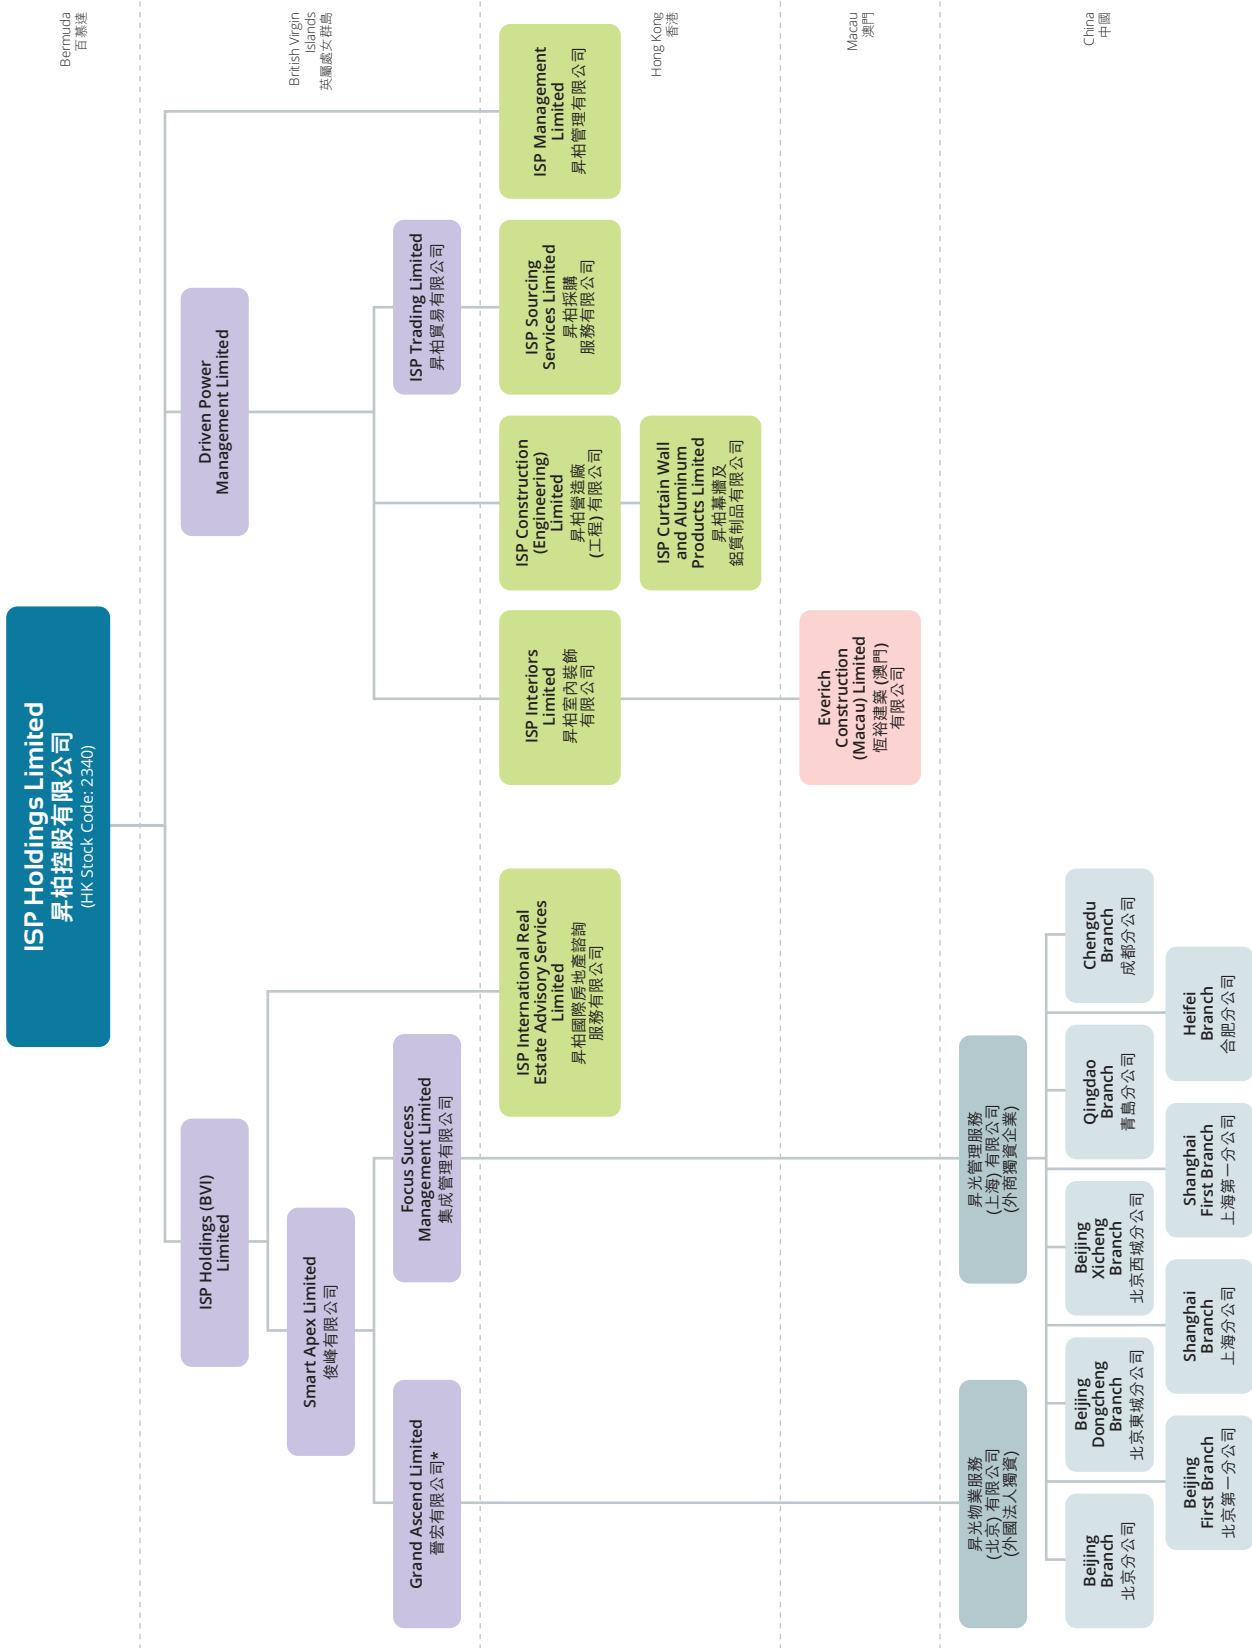 ISP Holdings Limited
昇柏控股有限公司
(HK Stock Code: 2340)
Bermuda
百慕達
ISP Holdings (BVI)
Limited
Driven Power
Management Limited
Smart Apex Limited
俊峰有限公司
British Virgin
Islands
英屬處女群島
Grand Ascend Limited
晉宏有限公司*
Focus Success
Management Limited
集成管理有限公司
ISP Trading Limited
昇柏貿易有限公司
ISP International Real
Estate Advisory Services
Limited
昇柏國際房地產諮詢
服務有限公司
ISP Interiors
Limited
昇柏室內裝飾
有限公司
ISP Construction
(Engineering)
Limited
昇柏營造廠
(工程) 有限公司
ISP Sourcing
Services Limited
昇柏採購
服務有限公司
ISP Management
Limited
昇柏管理有限公司
ISP Curtain Wall
and Aluminum
Products Limited
昇柏幕牆及
鋁質制品有限公司
Hong Kong
香港
Everich
Construction
(Macau) Limited
恆裕建築 (澳門)
有限公司
Macau
澳門
昇光物業服務
(北京) 有限公司
(外國法人獨資)
昇光管理服務
(上海) 有限公司
(外商獨資企業)
China
中國
Beijing
Branch
北京分公司
Beijing
Dongcheng
Branch
北京東城分公司
Beijing
Xicheng
Branch
北京西城分公司
Qingdao
Branch
青島分公司
Chengdu
Branch
成都分公司
Beijing
First Branch
北京第一分公司
Shanghai
Branch
上海分公司
Shanghai
First Branch
上海第一分公司
Heifei
Branch
合肥分公司